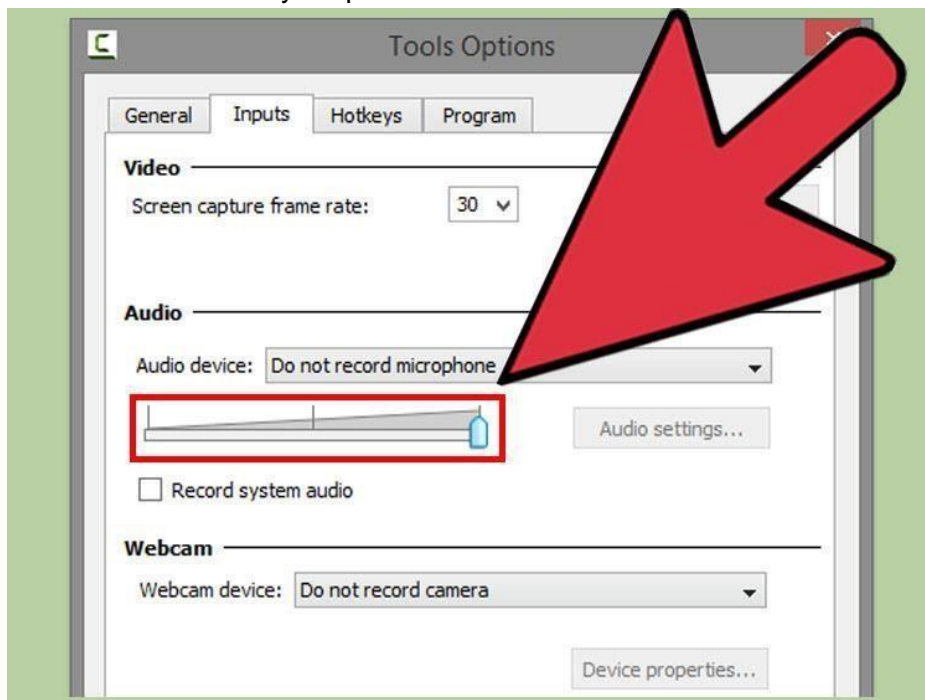 Tools Options
General Inputs Hotkeys Program
Video
Screen capture frame rate: 30
Audio
Audio device: Do not record microphone
Audio settings...
Record system audio
Webcam
Webcam device: Do not record camera
Device properties...